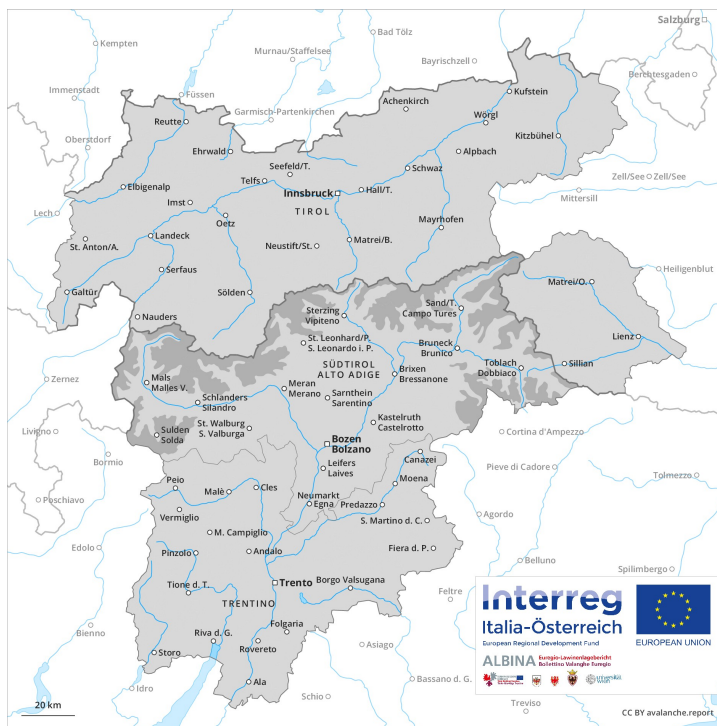 Salzburg
Bad Tölz
Kempten
Murnau/Staffelsee
Bayrischzell
Berchtesgaden
Immenstadt
Füssen
Kufstein
Achenkirch
Garmisch-Partenkirchen
Reutte
Wörgl
Oberstdorf
Kitzbühel
Ehrwald
Alpbach
Seefeld/T.
Schwaz
Zell/See
Zell/See
Telfs
Elbigenalp
Innsbruck
Hall/T.
Mittersill
Imst
TIROL
Lech
Oetz
Mayrhofen
Landeck
St. Anton/A.
Neustift/St.
Matrei/B.
Serfaus
Heiligenblut
Matrei/O.
Galtür
Sölden
Sand/T.
Campo Tures
Nauders
Sterzing
Vipiteno
Lienz
St. Leonhard/P.
S. Leonardo i. P.
Bruneck
Brunico
Toblach
Dobbiaco
Sillian
SÜDTIROL
ALTO ADIGE
Brixen
Bressanone
Zernez
Mals
Malles V.
Meran
Merano
Schlanders
Silandro
Sarnthein
Sarentino
St. Walburg
S. Valburga
Kastelruth
Castelrotto
Livigno
Sulden
Solda
Cortina d'Ampezzo
Bozen
Bolzano
Bormio
Canazei
Leifers
Laives
Pieve di Cadore
Tolmezzo
Peio
Moena
Malè
Cles
Neumarkt
Egna
Predazzo
Poschiavo
Vermiglio
Agordo
S. Martino d. C.
M. Campiglio
Edolo
Pinzolo
Andalo
Fiera d. P.
Belluno
Spilimbergo
Tione d. T.
Trento
Borgo Valsugana
Feltre
TRENTINO
Folgaria
Bienno
Riva d. G.
Rovereto
Asiago
Storo
Idro
Ala
Schio
Bassano d. G.
Treviso
Interreg
Italia-Österreich
European Regional Development Fund
EUROPEAN UNION
ALBINA
Euregio-Lawinenlagebericht
Bollettino Valanghe Euregio
universität
wien
20 km
CC BY avalanche.report